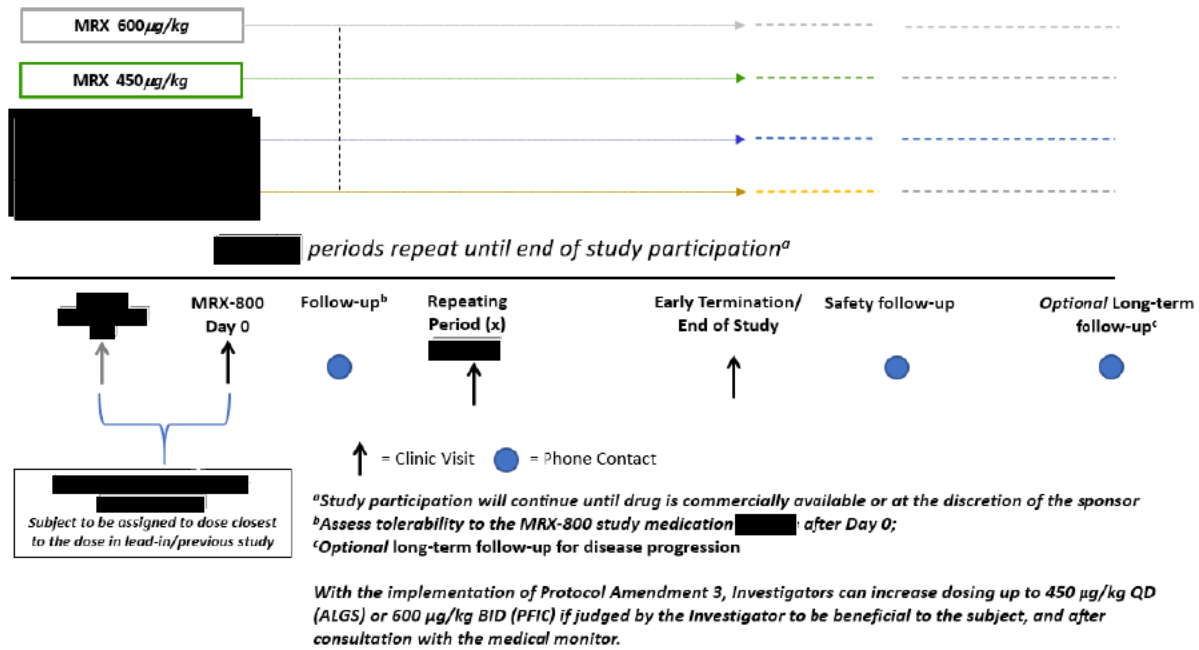 MRX 600µg/kg
MRX 450µg/kg
periods repeat until end of study participationᵃ
MRX-800
Day 0
Follow-upᵇ
Repeating
Period (x)
Early Termination/
End of Study
Safety follow-up
Optional Long-term
follow-upᶜ
= Clinic Visit
= Phone Contact
Subject to be assigned to dose closest
to the dose in lead-in/previous study
ᵃStudy participation will continue until drug is commercially available or at the discretion of the sponsor
ᵇAssess tolerability to the MRX-800 study medication after Day 0;
ᶜOptional long-term follow-up for disease progression
With the implementation of Protocol Amendment 3, Investigators can increase dosing up to 450 µg/kg QD
(ALGS) or 600 µg/kg BID (PFIC) if judged by the Investigator to be beneficial to the subject, and after
consultation with the medical monitor.